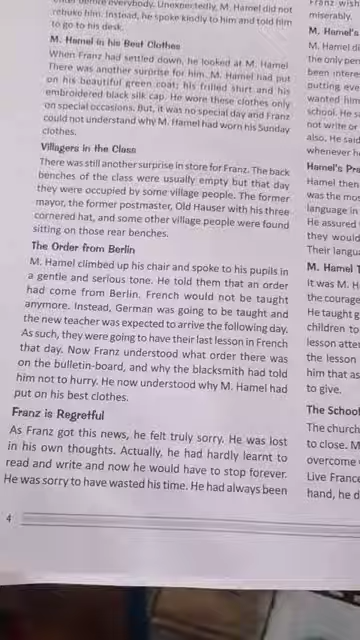 before everybody. Unexpectedly, M. Hamel did not
rebuke him. Instead, he spoke kindly to him and told him
to go to his desk.
M. Hamel in his Best Clothes
When Franz had settled down, he looked at M. Hamel
There was another surprise for him. M. Hamel had put
on his beautiful green coat; his frilled shirt and his
embroidered black silk cap. He wore these clothes only
on special occasions. But, it was no special day and Franz
could not understand why M. Hamel had worn his Sunday
clothes.
Villagers in the Class
There was still another surprise in store for Franz. The back
benches of the class were usually empty but that day
they were occupied by some village people. The former
mayor, the former postmaster, Old Hauser with his three
cornered hat, and some other village people were found
sitting on those rear benches.
The Order from Berlin
M. Hamel climbed up his chair and spoke to his pupils in
a gentle and serious tone. He told them that an order
had come from Berlin. French would not be taught
anymore. Instead, German was going to be taught and
the new teacher was expected to arrive the following day.
As such, they were going to have their last lesson in French
that day. Now Franz understood what order there was
on the bulletin-board, and why the blacksmith had told
him not to hurry. He now understood why M. Hamel had
put on his best clothes.
Franz is Regretful
As Franz got this news, he felt truly sorry. He was lost
in his own thoughts. Actually, he had hardly learnt to
read and write and now he would have to stop forever.
He was sorry to have wasted his time. He had always been
4
Franz wish
miserably.
M. Hamel's
M. Hamel di
the only pen
been intere
putting eve
wanted him
school. He sa
not write or
also. He said
whenever h
Hamel's Pra
Hamel then
was the mos
language in
He assured
they would
Their langua
M. Hamel T
It was M. H
the courage
He taught g
children to
lesson atte
the lesson
him that as
to give.
The School
The church
to close. M
overcome
Live France
hand, he d